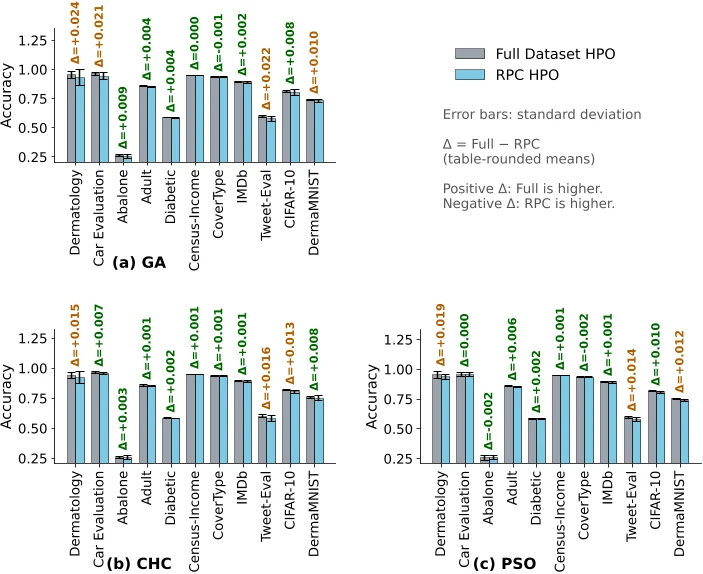 Δ=+0.024
Δ=+0.021
Δ=+0.009
Δ=+0.004
Δ=+0.004
Δ=0.000
Δ=-0.001
Δ=+0.002
Δ=+0.022
Δ=+0.008
Δ=+0.010
Accuracy
1.25
1.00
0.75
0.50
0.25
Dermatology
Car Evaluation
Abalone
Adult
Diabetic
Census-Income
CoverType
IMDb
Tweet-Eval
CIFAR-10
DermaMNIST
(a) GA
Full Dataset HPO
RPC HPO
Error bars: standard deviation
Δ = Full − RPC
(table-rounded means)
Positive Δ: Full is higher.
Negative Δ: RPC is higher.
Δ=+0.015
Δ=+0.007
Δ=+0.003
Δ=+0.001
Δ=+0.002
Δ=+0.001
Δ=+0.001
Δ=+0.001
Δ=+0.016
Δ=+0.013
Δ=+0.008
Accuracy
1.25
1.00
0.75
0.50
0.25
Dermatology
Car Evaluation
Abalone
Adult
Diabetic
Census-Income
CoverType
IMDb
Tweet-Eval
CIFAR-10
DermaMNIST
(b) CHC
Δ=+0.019
Δ=0.000
Δ=-0.002
Δ=+0.006
Δ=+0.002
Δ=+0.001
Δ=-0.002
Δ=+0.001
Δ=+0.014
Δ=+0.010
Δ=+0.012
Accuracy
1.25
1.00
0.75
0.50
0.25
Dermatology
Car Evaluation
Abalone
Adult
Diabetic
Census-Income
CoverType
IMDb
Tweet-Eval
CIFAR-10
DermaMNIST
(c) PSO